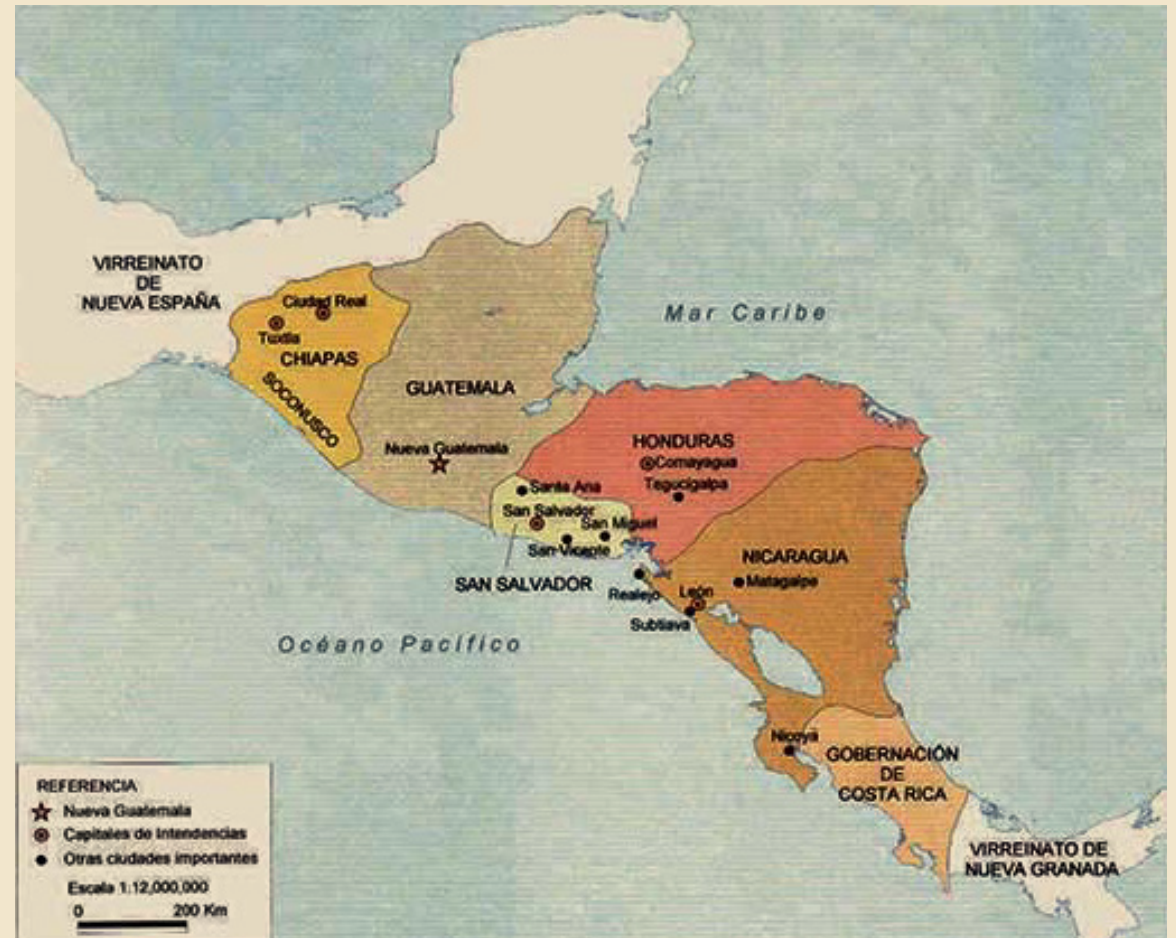 VIRREINATO
DE
NUEVA ESPAÑA
Ciudad Real
Tuxtla
CHIAPAS
SOCONUSCO
Mar Caribe
GUATEMALA
Nueva Guatemala
HONDURAS
Comayagua
Tegucigalpa
Santa Ana
San Salvador
San Miguel
San Vicente
SAN SALVADOR
NICARAGUA
Matagalpa
León
Realejo
Subtiava
Océano Pacífico
Nicoya
GOBERNACIÓN
DE
COSTA RICA
VIRREINATO DE
NUEVA GRANADA
REFERENCIA
Nueva Guatemala
Capitales de Intendencias
Otras ciudades importantes
Escala 1:12,000,000
0 200 Km